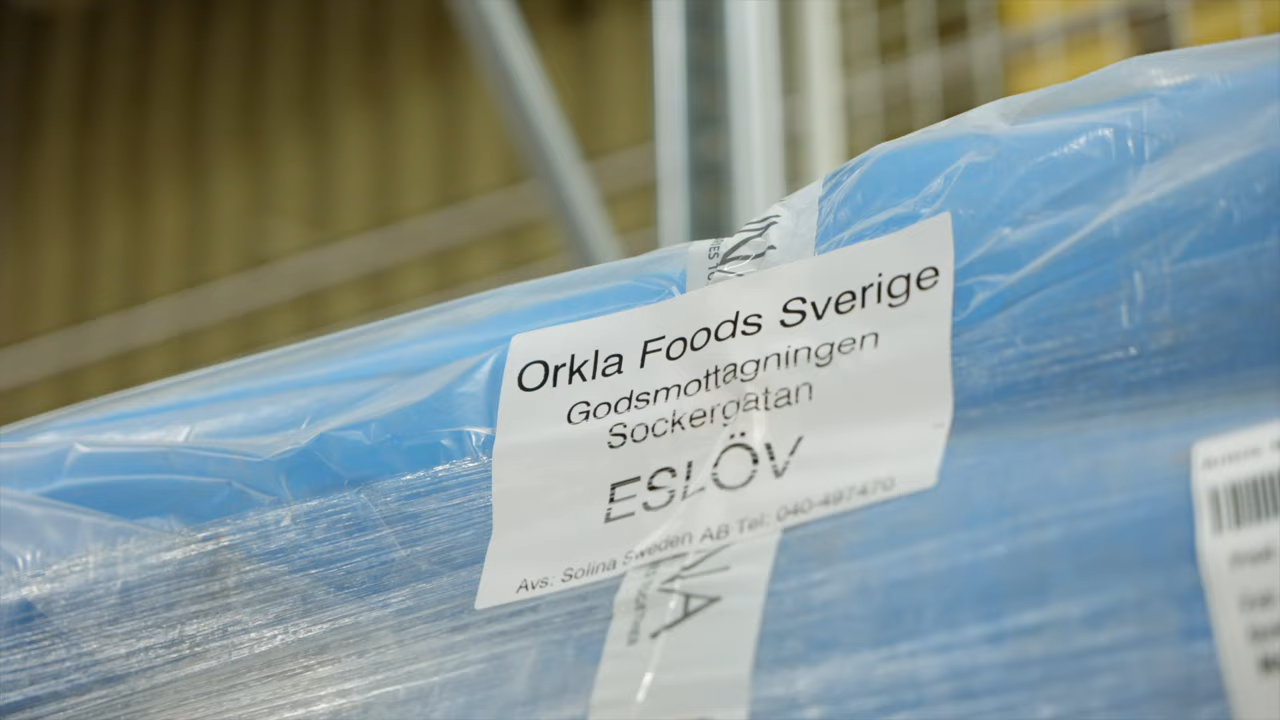 Orkla Foods Sverige
Godsmottagningen
Sockergatan
ESLÖV
Avs: Solina Sweden AB Tel: 040-497470